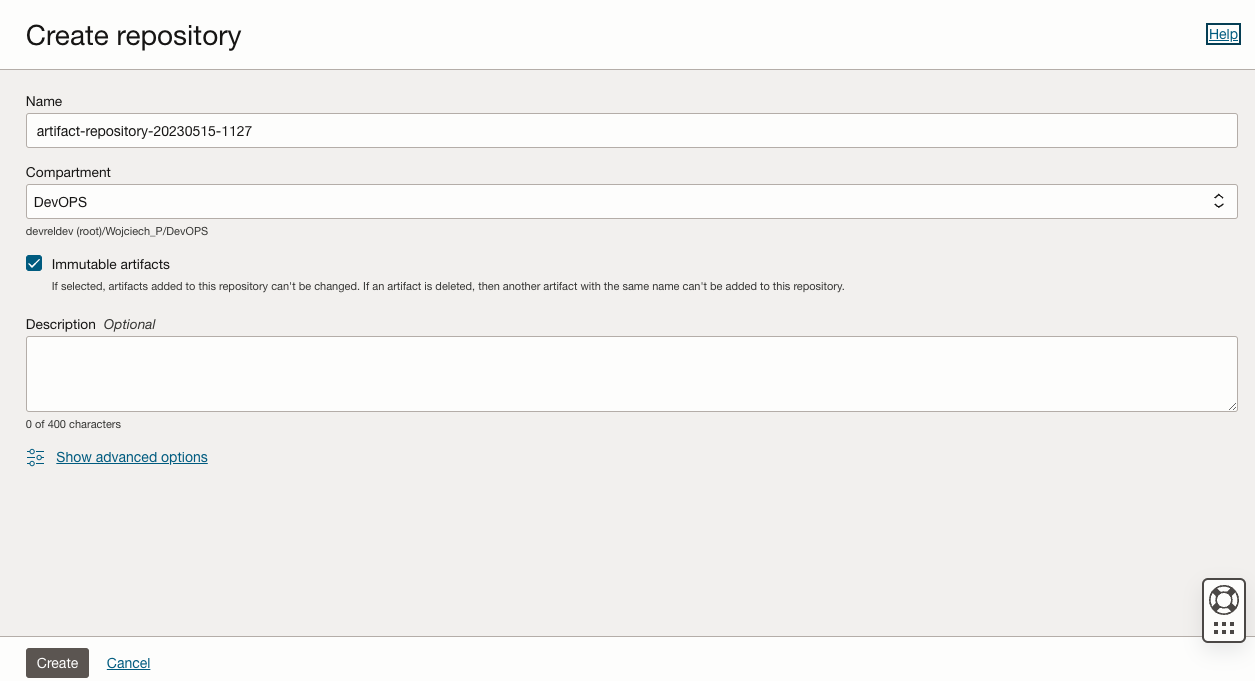 Create repository
Help
Name
artifact-repository-20230515-1127
Compartment
DevOPS
devreldev (root)/Wojciech_P/DevOPS
Immutable artifacts
If selected, artifacts added to this repository can't be changed. If an artifact is deleted, then another artifact with the same name can't be added to this repository.
Description Optional
0 of 400 characters
Show advanced options
Create Cancel